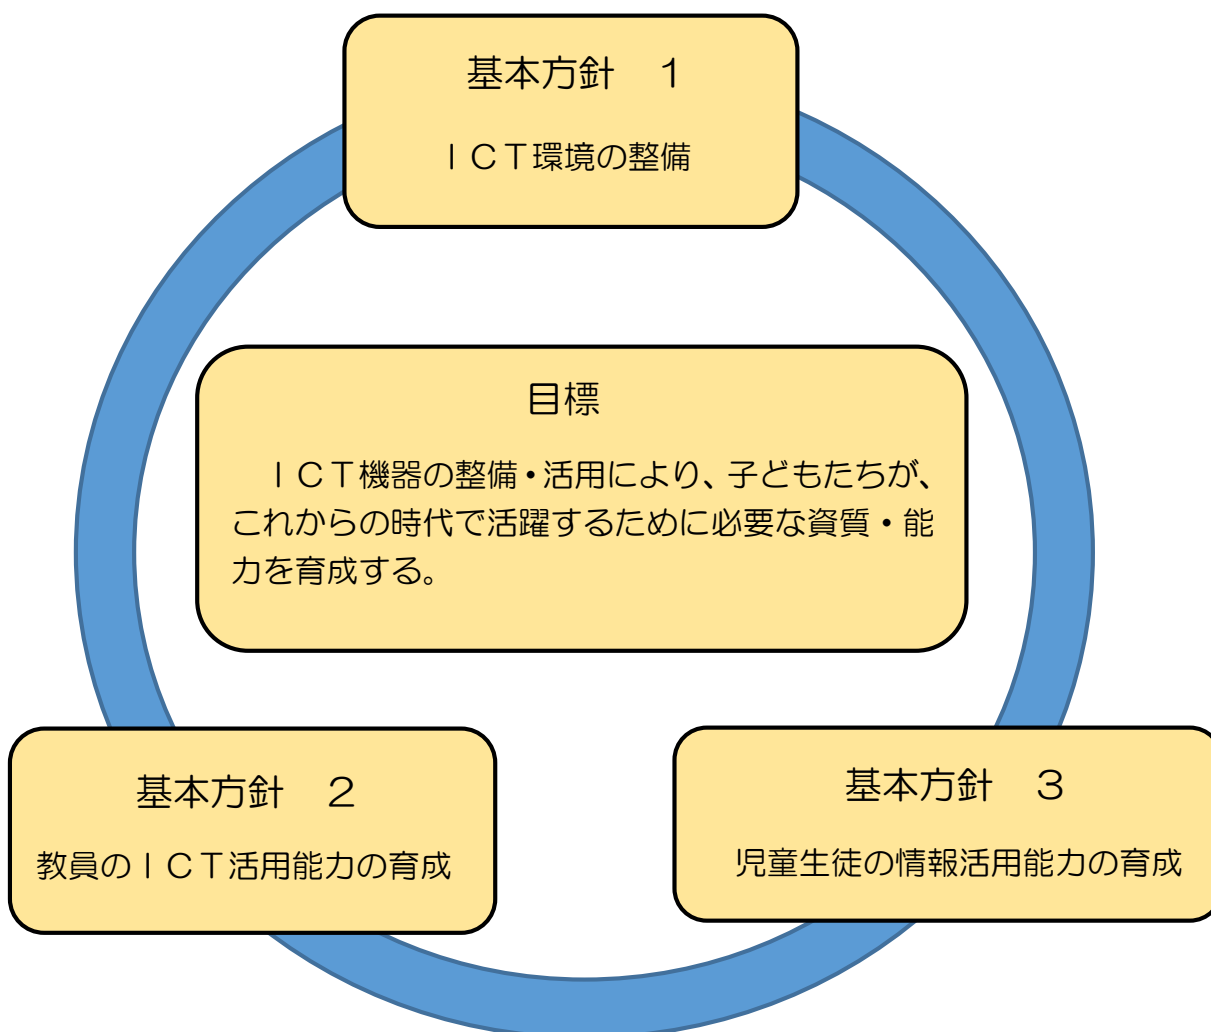 基本方針　１
ＩＣＴ環境の整備
目標
　ＩＣＴ機器の整備・活用により、子どもたちが、
これからの時代で活躍するために必要な資質・能
力を育成する。
基本方針　２
教員のＩＣＴ活用能力の育成
基本方針　３
児童生徒の情報活用能力の育成